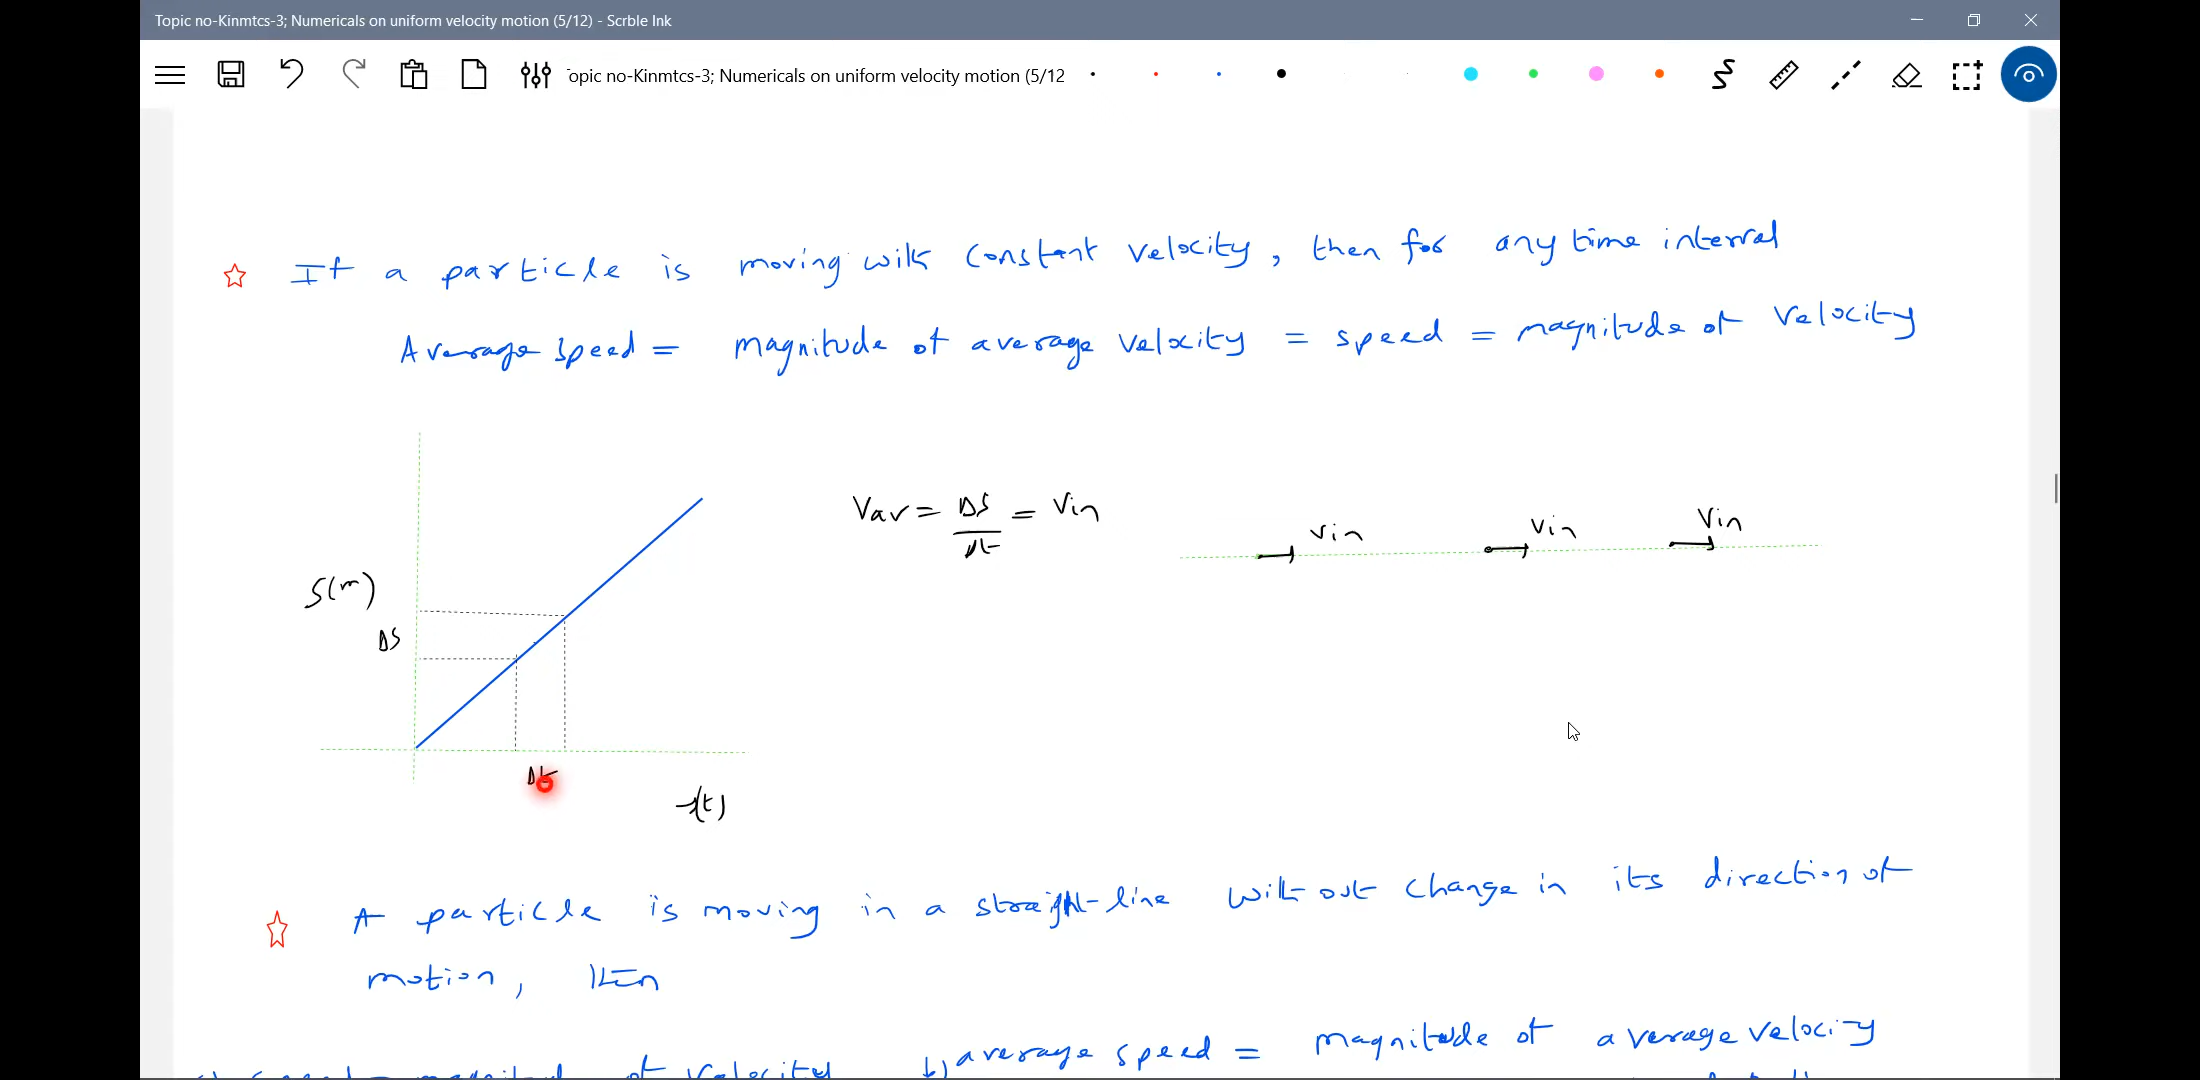 Topic no-Kinmtcs-3; Numericals on uniform velocity motion (5/12) - Scrble Ink
opic no-Kinmtcs-3; Numericals on uniform velocity motion (5/12
If a particle is moving with constant velocity, then for any time interval
Average speed = magnitude of average velocity = speed = magnitude of velocity
Vav = ΔS/Δt = Vin
Vin Vin Vin
S(m)
ΔS
Δt
(t)
A particle is moving in a straight-line without change in its direction of
motion, then
magnitude of velocity b) average speed = magnitude of average velocity